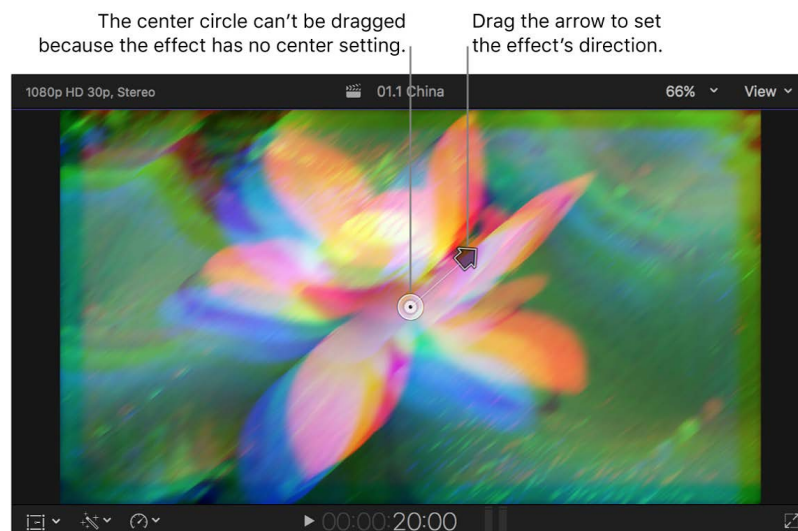 The center circle can’t be dragged
because the effect has no center setting.
Drag the arrow to set
the effect’s direction.
1080p HD 30p, Stereo
01.1 China
66%
View
00:00:20:00